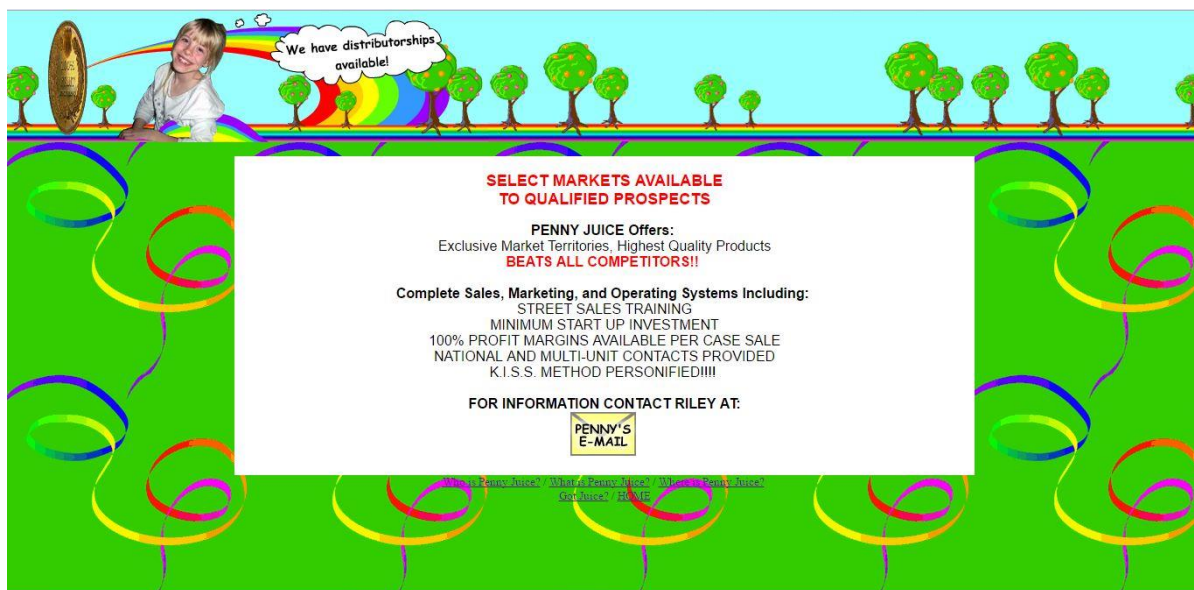 We have distributorships
available!
SELECT MARKETS AVAILABLE
TO QUALIFIED PROSPECTS
PENNY JUICE Offers:
Exclusive Market Territories, Highest Quality Products
BEATS ALL COMPETITORS!!
Complete Sales, Marketing, and Operating Systems Including:
STREET SALES TRAINING
MINIMUM START UP INVESTMENT
100% PROFIT MARGINS AVAILABLE PER CASE SALE
NATIONAL AND MULTI-UNIT CONTACTS PROVIDED
K.I.S.S. METHOD PERSONIFIED!!!!
FOR INFORMATION CONTACT RILEY AT:
PENNY'S
E-MAIL
Who is Penny Juice? / What is Penny Juice? / Where is Penny Juice?
Got Juice? / HOME